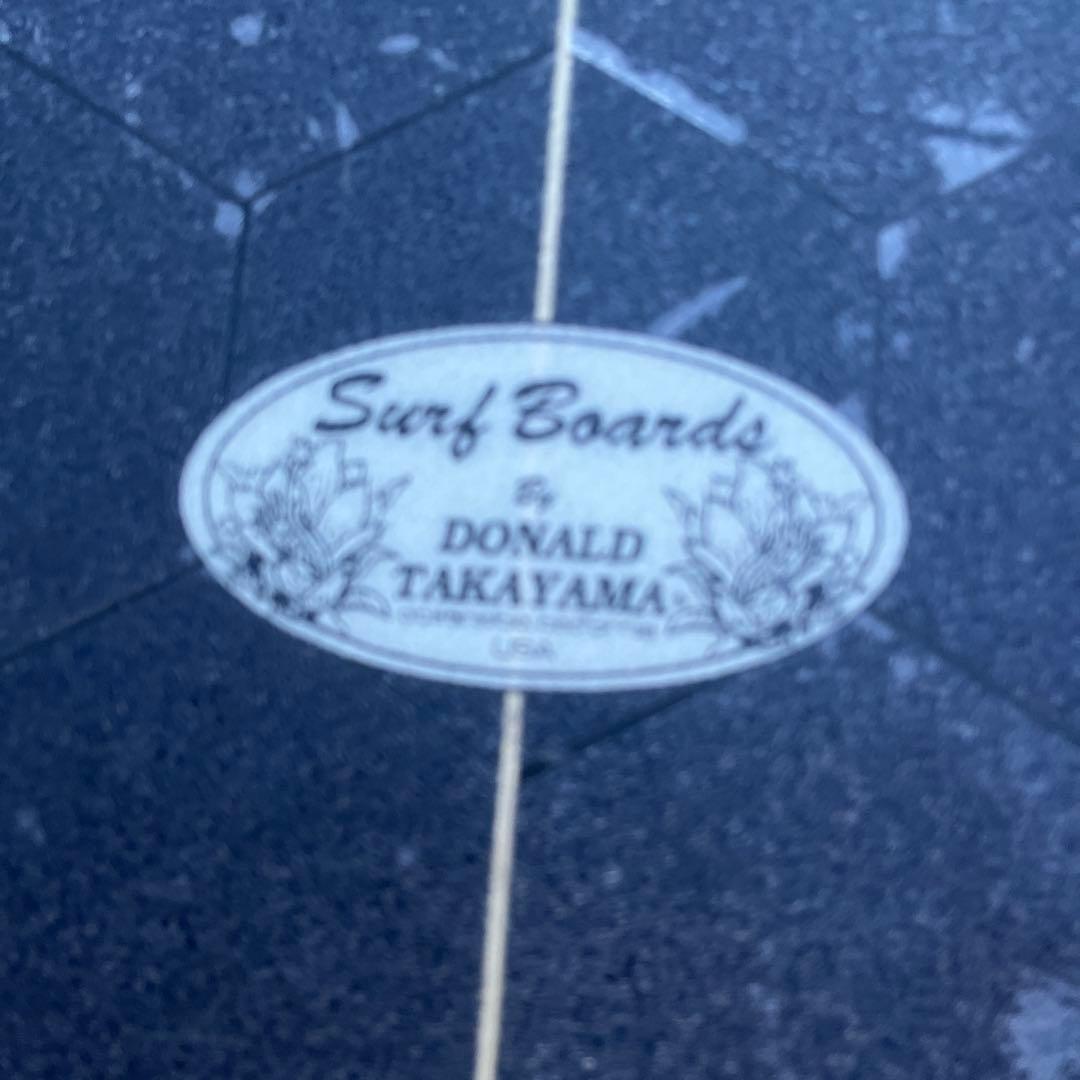 Surf Boards
By
DONALD
TAKAYAMA
USA